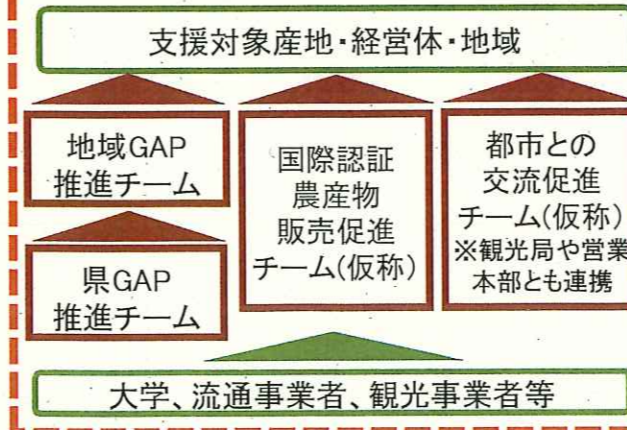 支援対象産地・経営体・地域
地域GAP
推進チーム
県GAP
推進チーム
国際認証
農産物
販売促進
チーム(仮称)
都市との
交流促進
チーム(仮称)
※観光局や営業
本部とも連携
大学、流通事業者、観光事業者等